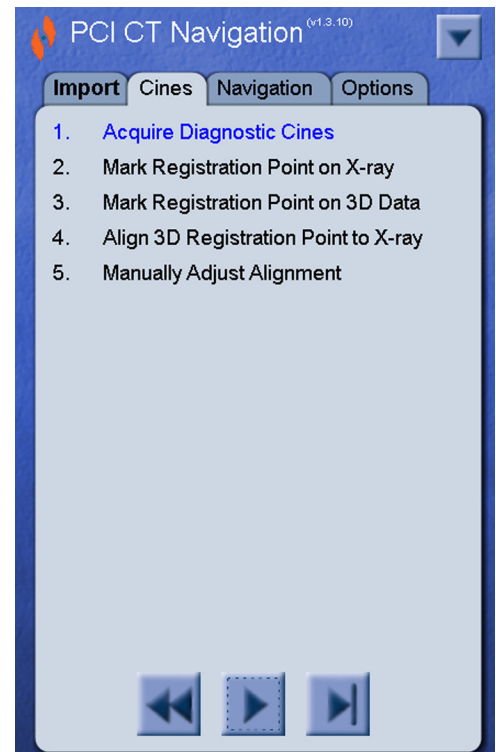 PCI CT Navigation (v1.3.10)
Import Cines Navigation Options
1. Acquire Diagnostic Cines
2. Mark Registration Point on X-ray
3. Mark Registration Point on 3D Data
4. Align 3D Registration Point to X-ray
5. Manually Adjust Alignment